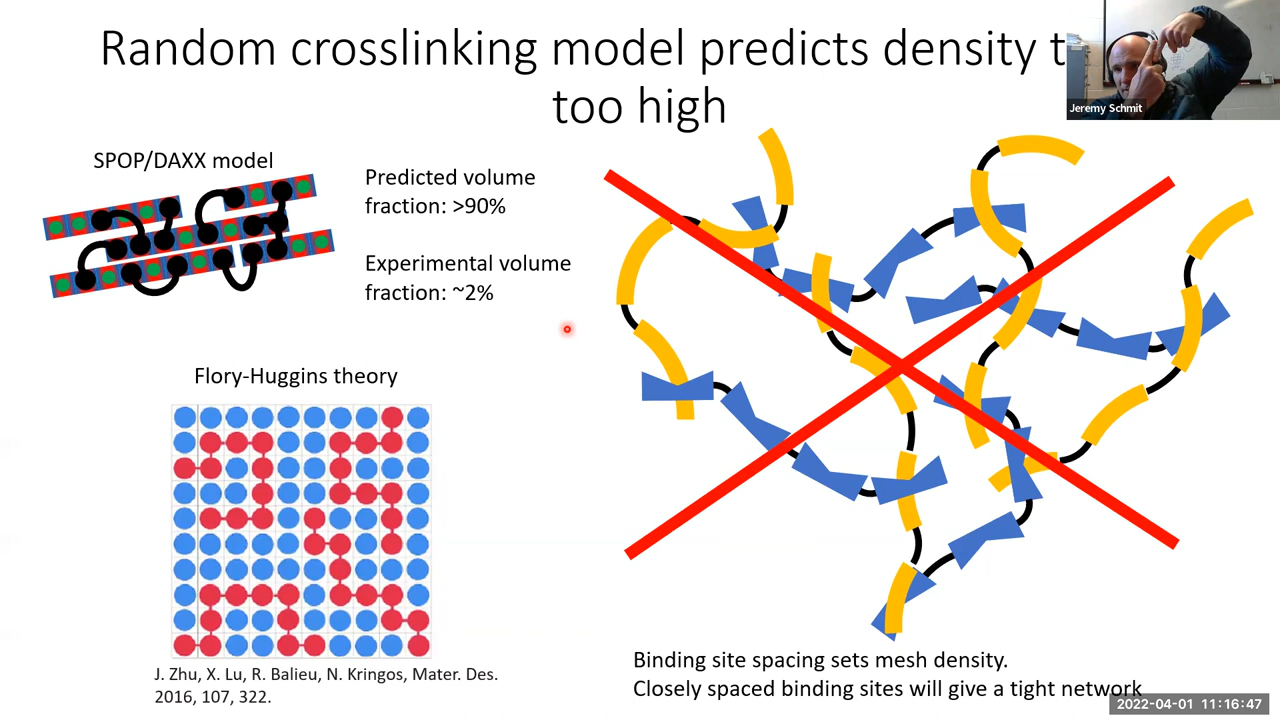 Random crosslinking model predicts density t
too high
Jeremy Schmit
SPOP/DAXX model
Predicted volume
fraction: >90%
Experimental volume
fraction: ~2%
Flory-Huggins theory
J. Zhu, X. Lu, R. Balieu, N. Kringos, Mater. Des.
2016, 107, 322.
Binding site spacing sets mesh density.
Closely spaced binding sites will give a tight network
2022-04-01 11:16:47